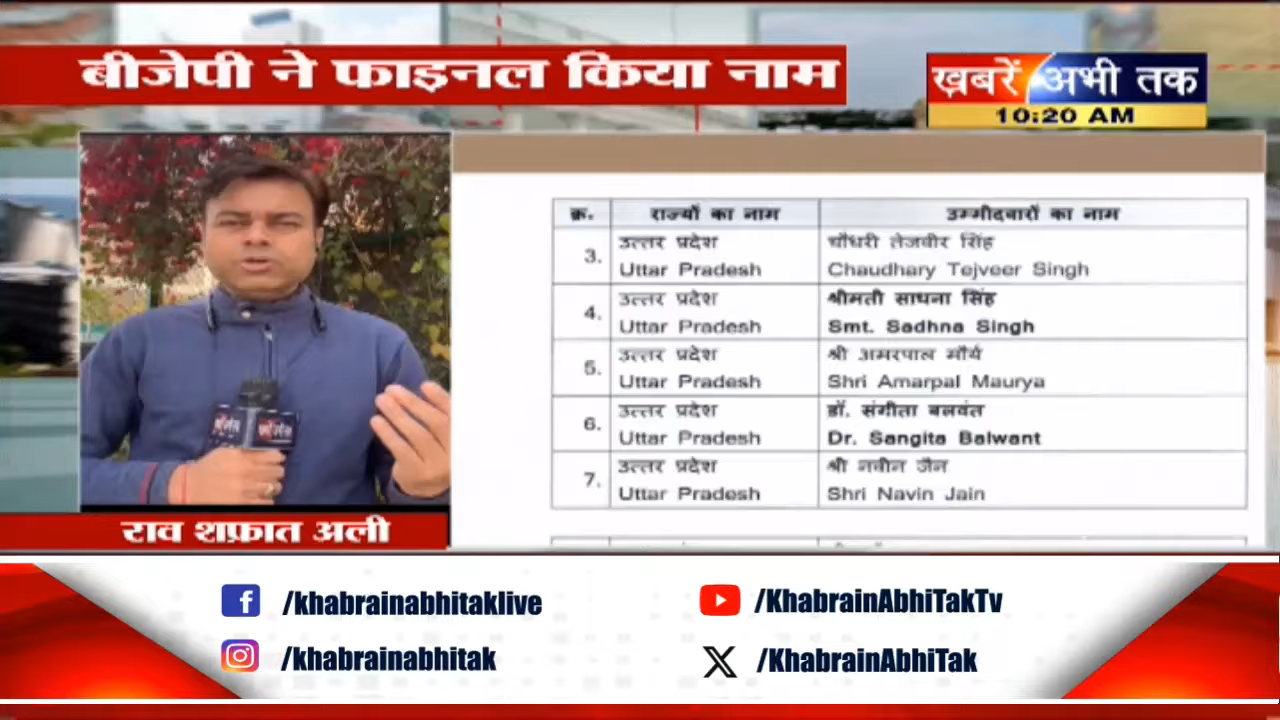 बीजेपी ने फाइनल किया नाम
ख़बरें अभी तक
10:20 AM
क्र. राज्यों का नाम उम्मीदवारों का नाम
3. उत्तर प्रदेश चौधरी तेजवीर सिंह
Uttar Pradesh Chaudhary Tejveer Singh
4. उत्तर प्रदेश श्रीमती साधना सिंह
Uttar Pradesh Smt. Sadhna Singh
5. उत्तर प्रदेश श्री अमरपाल मौर्य
Uttar Pradesh Shri Amarpal Maurya
6. उत्तर प्रदेश डॉ. संगीता बलवंत
Uttar Pradesh Dr. Sangita Balwant
7. उत्तर प्रदेश श्री नवीन जैन
Uttar Pradesh Shri Navin Jain
राव शफ़ात अली
/khabrainabhitaklive
/KhabrainAbhiTakTv
/khabrainabhitak
/KhabrainAbhiTak